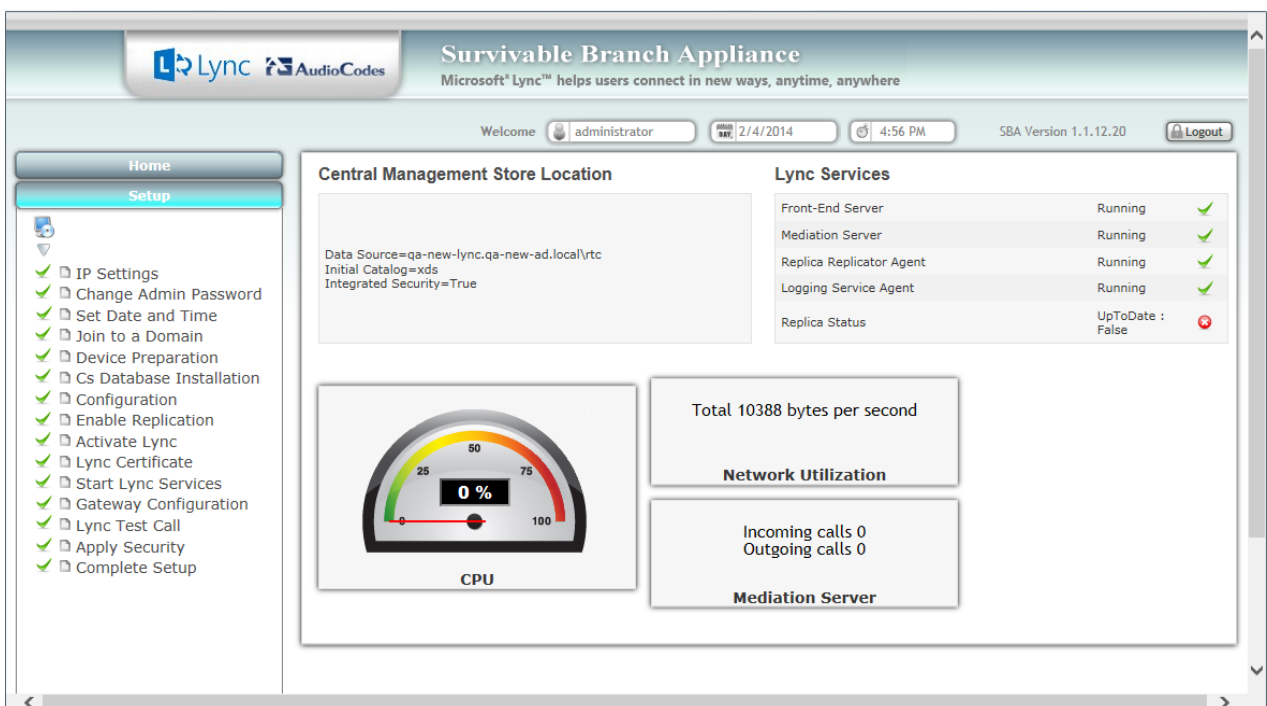 Lync AudioCodes
Survivable Branch Appliance
Microsoft® Lync™ helps users connect in new ways, anytime, anywhere
Welcome administrator DAY, 2/4/2014 4:56 PM SBA Version 1.1.12.20 Logout
Home
Setup
IP Settings
Change Admin Password
Set Date and Time
Join to a Domain
Device Preparation
Cs Database Installation
Configuration
Enable Replication
Activate Lync
Lync Certificate
Start Lync Services
Gateway Configuration
Lync Test Call
Apply Security
Complete Setup
Central Management Store Location
Data Source=qa-new-lync.qa-new-ad.local\rtc
Initial Catalog=xds
Integrated Security=True
Lync Services
Front-End Server Running
Mediation Server Running
Replica Replicator Agent Running
Logging Service Agent Running
Replica Status UpToDate :
False
50
25 75
0 %
0 100
CPU
Total 10388 bytes per second
Network Utilization
Incoming calls 0
Outgoing calls 0
Mediation Server